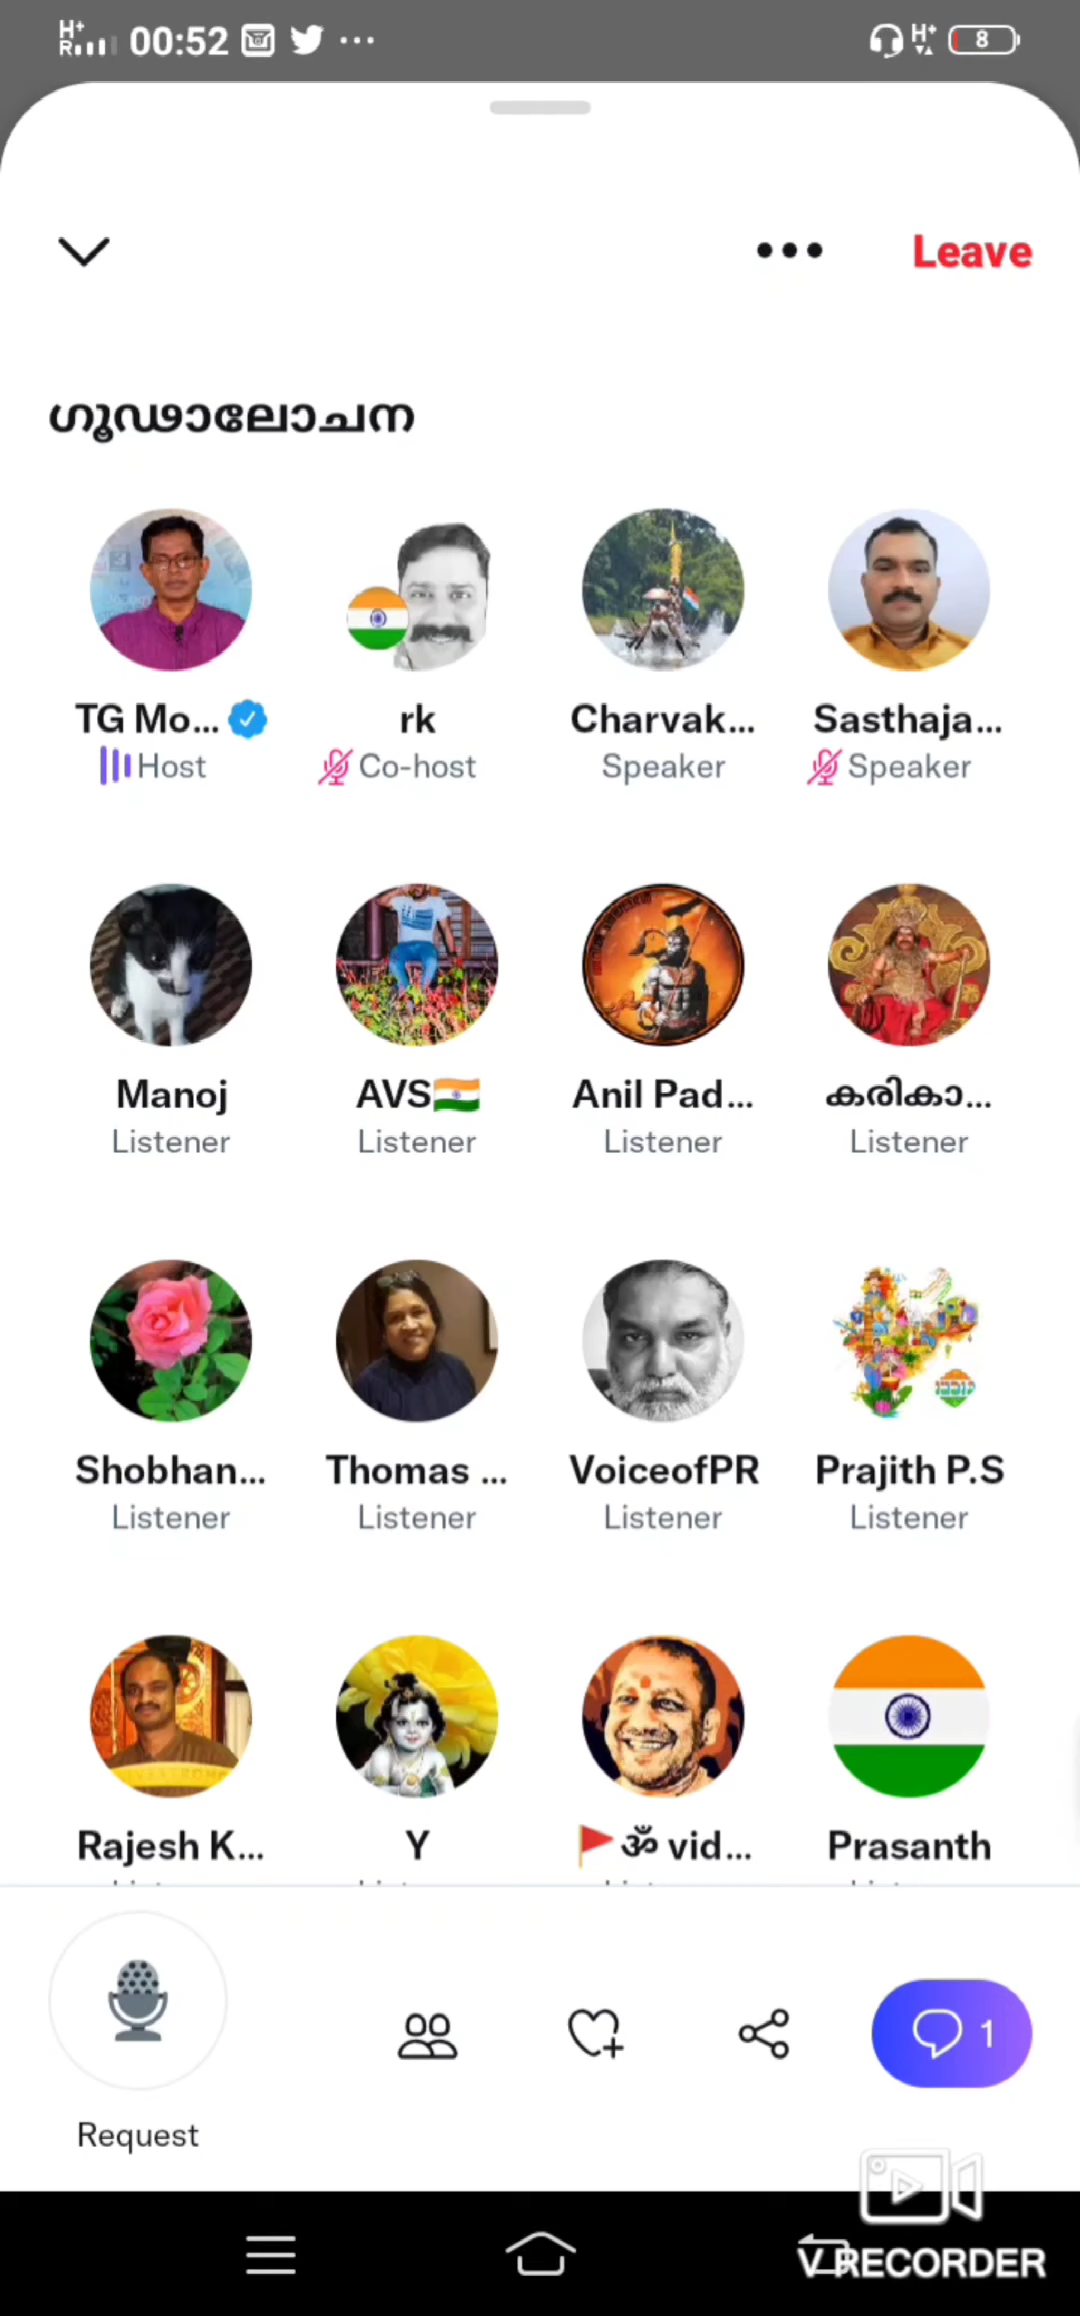 H+
R 00:52 ... H+ 8
Leave
ഗൂഢാലോചന
TG Mo... rk Charvak... Sasthaja...
Host Co-host Speaker Speaker
Manoj AVS🇮🇳 Anil Pad... കരികാ...
Listener Listener Listener Listener
Shobhan... Thomas ... VoiceofPR Prajith P.S
Listener Listener Listener Listener
Rajesh K... Y 🚩ॐ vid... Prasanth
1
Request
V RECORDER